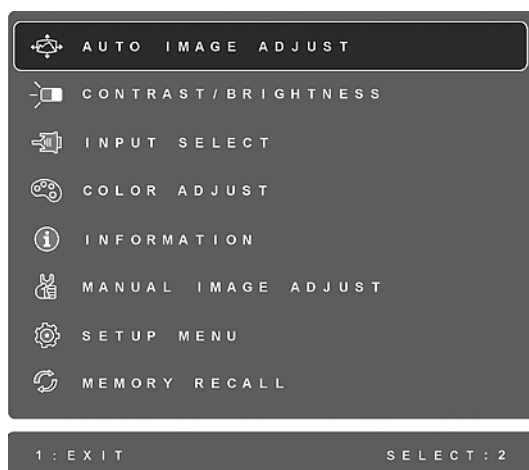 AUTO IMAGE ADJUST
CONTRAST/BRIGHTNESS
INPUT SELECT
COLOR ADJUST
INFORMATION
MANUAL IMAGE ADJUST
SETUP MENU
MEMORY RECALL
1:EXIT SELECT:2